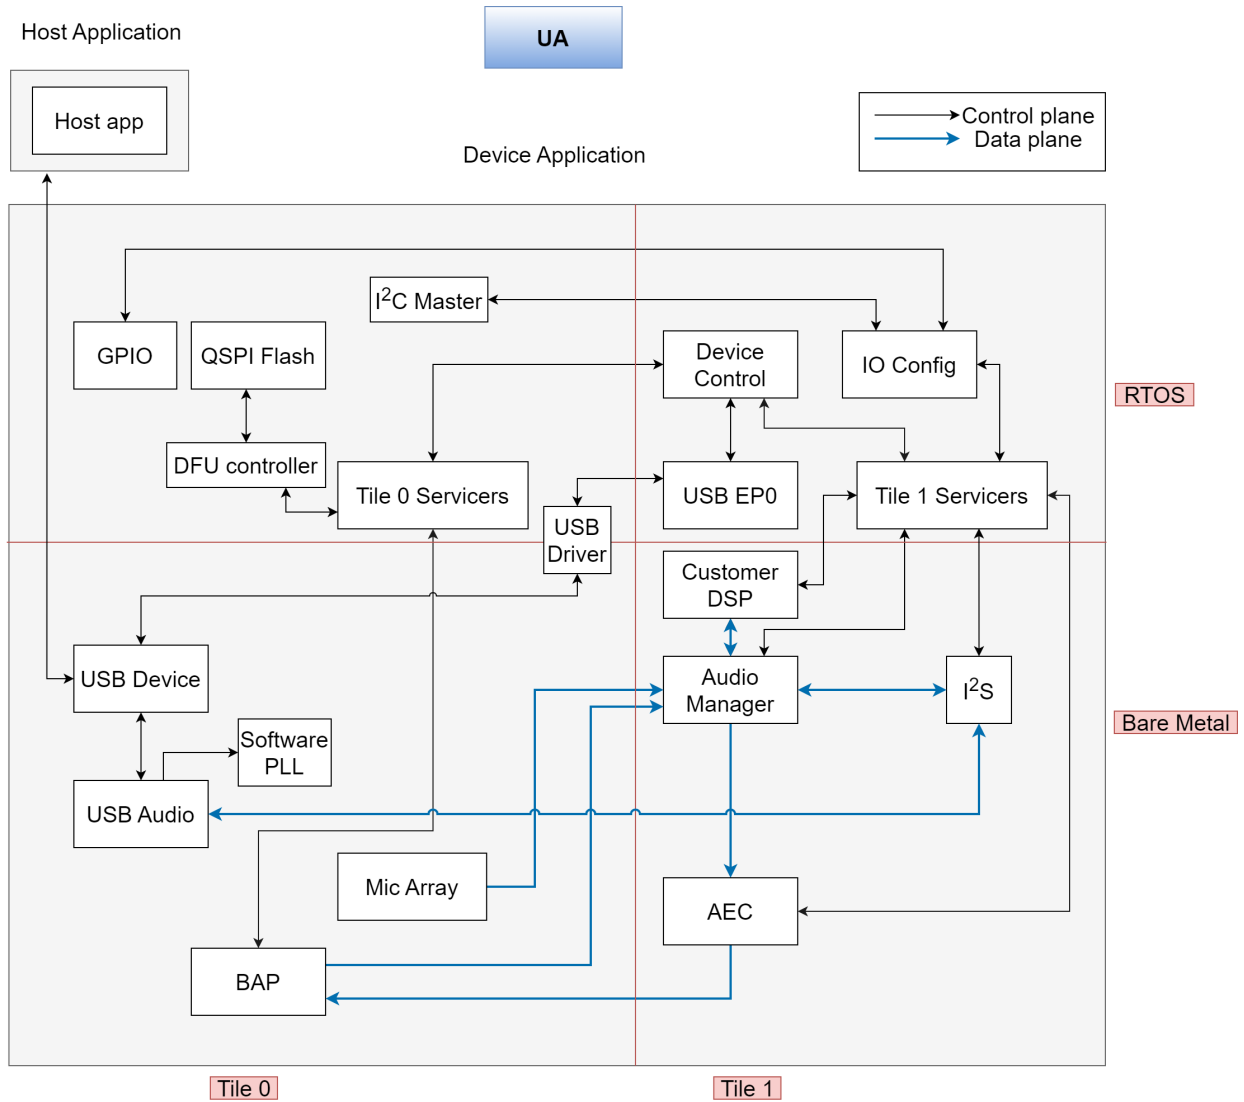 Host Application
UA
Host app
Control plane
Data plane
Device Application
I²C Master
GPIO
QSPI Flash
Device
Control
IO Config
RTOS
DFU controller
Tile 0 Servicers
USB EP0
Tile 1 Servicers
USB
Driver
Customer
DSP
USB Device
Audio
Manager
I²S
Bare Metal
Software
PLL
USB Audio
Mic Array
AEC
BAP
Tile 0
Tile 1